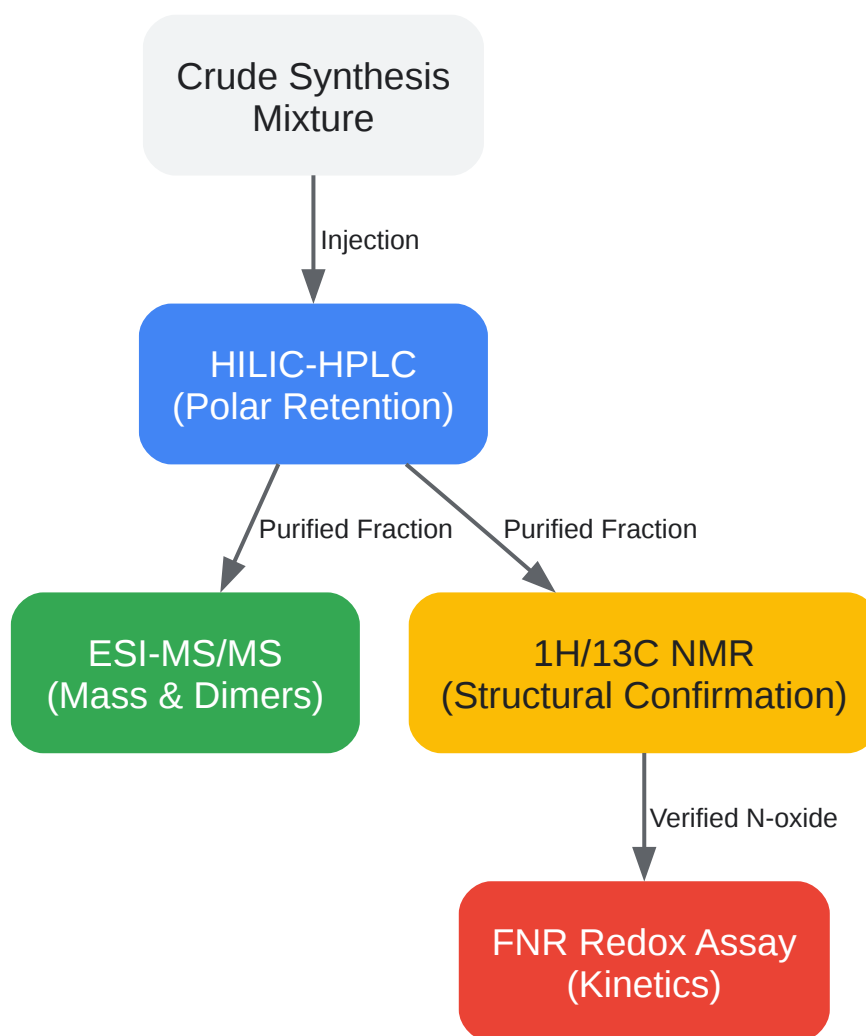 Crude Synthesis
Mixture
Injection
HILIC-HPLC
(Polar Retention)
Purified Fraction
Purified Fraction
ESI-MS/MS
(Mass & Dimers)
1H/13C NMR
(Structural Confirmation)
Verified N-oxide
FNR Redox Assay
(Kinetics)